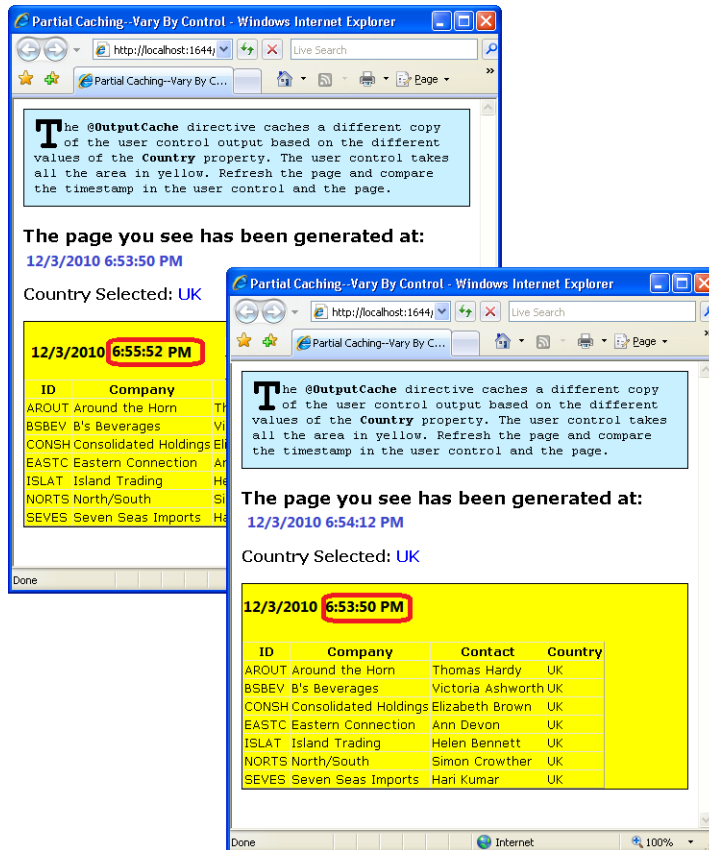 Partial Caching--Vary By Control - Windows Internet Explorer
http://localhost:1644/
Live Search
Partial Caching--Vary By C...
Page
The @OutputCache directive caches a different copy
of the user control output based on the different
values of the Country property. The user control takes
all the area in yellow. Refresh the page and compare
the timestamp in the user control and the page.
The page you see has been generated at:
12/3/2010 6:53:50 PM
Country Selected: UK
12/3/2010 6:55:52 PM
ID Company
AROUT Around the Horn
BSBEV B's Beverages
CONSH Consolidated Holdings
EASTC Eastern Connection
ISLAT Island Trading
NORTS North/South
SEVES Seven Seas Imports
Done
Partial Caching--Vary By Control - Windows Internet Explorer
http://localhost:1644/
Live Search
Partial Caching--Vary By C...
Page
The @OutputCache directive caches a different copy
of the user control output based on the different
values of the Country property. The user control takes
all the area in yellow. Refresh the page and compare
the timestamp in the user control and the page.
The page you see has been generated at:
12/3/2010 6:54:12 PM
Country Selected: UK
12/3/2010 6:53:50 PM
ID Company Contact Country
AROUT Around the Horn Thomas Hardy UK
BSBEV B's Beverages Victoria Ashworth UK
CONSH Consolidated Holdings Elizabeth Brown UK
EASTC Eastern Connection Ann Devon UK
ISLAT Island Trading Helen Bennett UK
NORTS North/South Simon Crowther UK
SEVES Seven Seas Imports Hari Kumar UK
Done Internet 100%